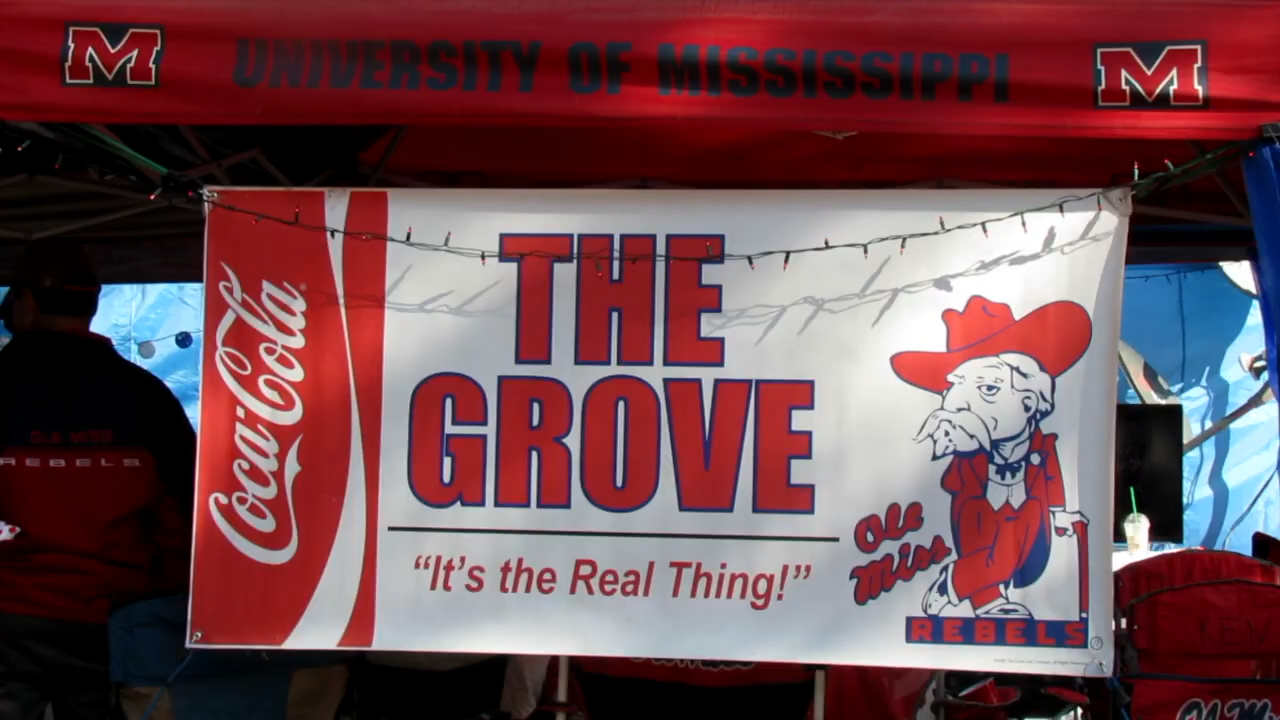 M UNIVERSITY OF MISSISSIPPI M
Coca-Cola
THE
GROVE
“It's the Real Thing!”
Ole
Miss
REBELS
OLE MISS
REBELS